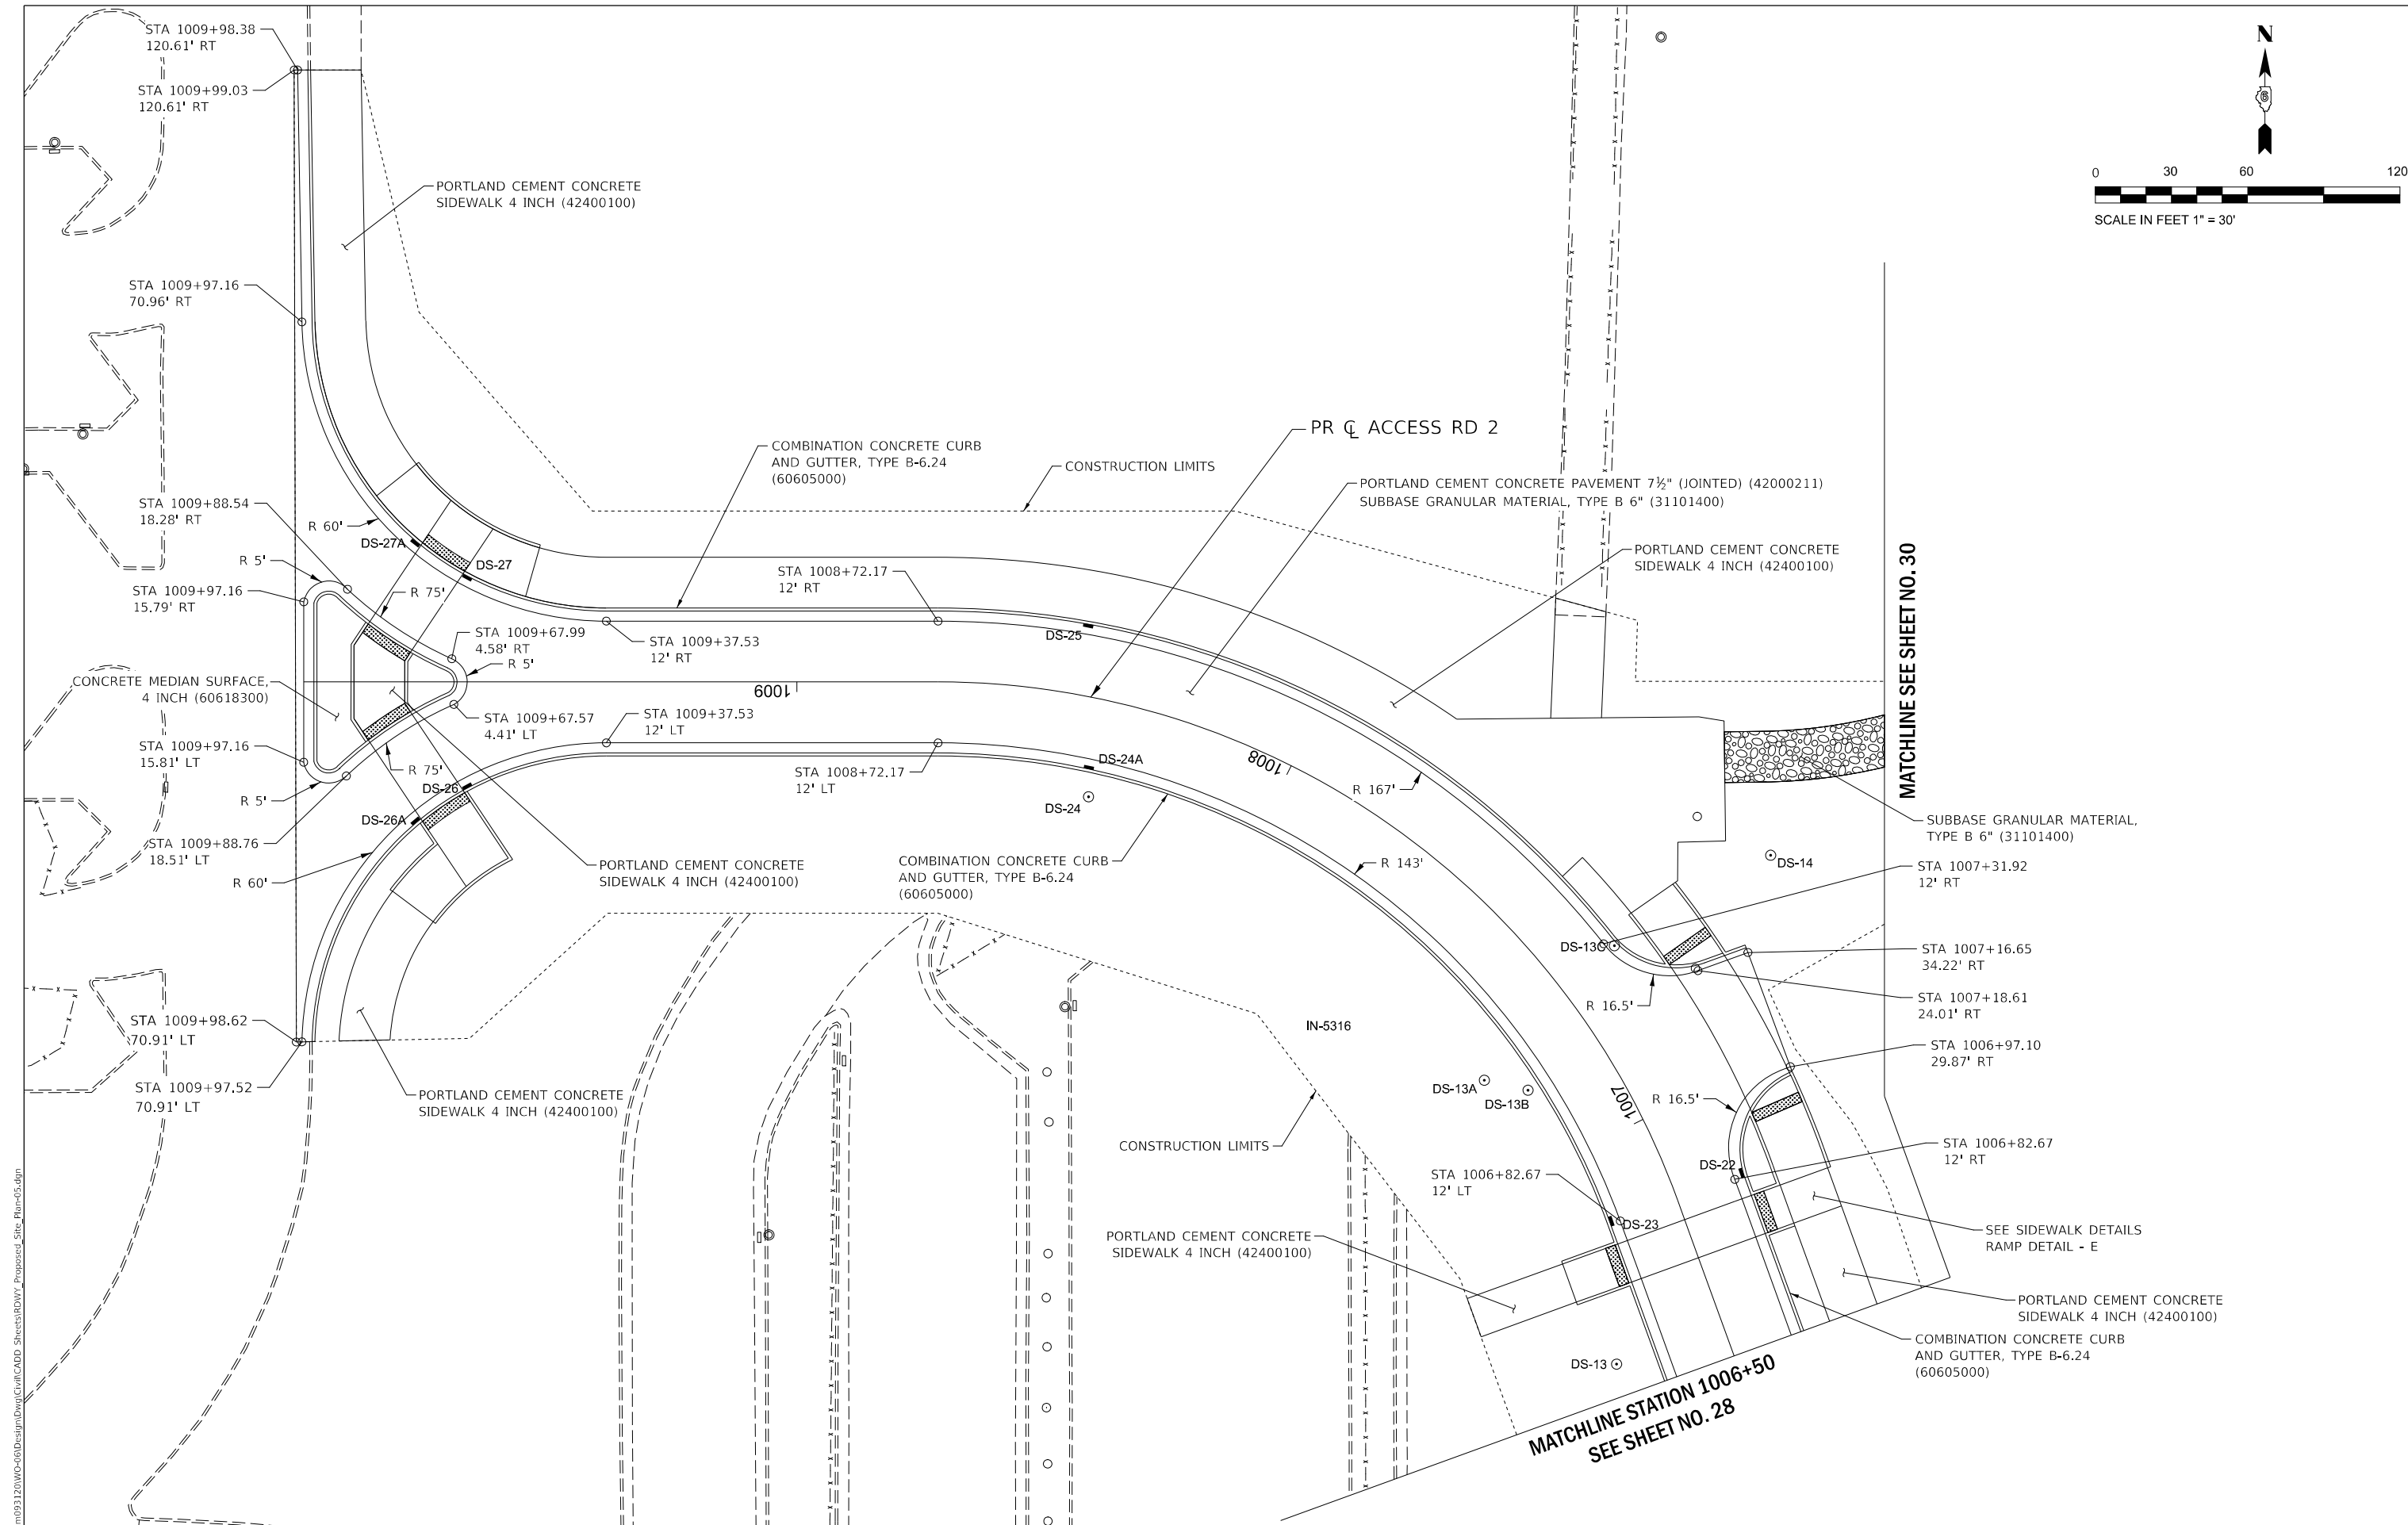 STA 1009+98.38
120.61' RT
STA 1009+99.03
120.61' RT
N
6
0 30 60 120
SCALE IN FEET 1" = 30'
PORTLAND CEMENT CONCRETE
SIDEWALK 4 INCH (42400100)
STA 1009+97.16
70.96' RT
COMBINATION CONCRETE CURB
AND GUTTER, TYPE B-6.24
(60605000)
CONSTRUCTION LIMITS
PR ℄ ACCESS RD 2
PORTLAND CEMENT CONCRETE PAVEMENT 7½" (JOINTED) (42000211)
SUBBASE GRANULAR MATERIAL, TYPE B 6" (31101400)
PORTLAND CEMENT CONCRETE
SIDEWALK 4 INCH (42400100)
MATCHLINE SEE SHEET NO. 30
STA 1009+88.54
18.28' RT
R 60'
DS-27A
DS-27
R 5'
STA 1009+97.16
15.79' RT
R 75'
STA 1009+67.99
4.58' RT
R 5'
STA 1009+37.53
12' RT
STA 1008+72.17
12' RT
DS-25
CONCRETE MEDIAN SURFACE,
4 INCH (60618300)
1009
STA 1009+67.57
4.41' LT
STA 1009+37.53
12' LT
STA 1009+97.16
15.81' LT
R 75'
R 5'
DS-26
DS-26A
STA 1008+72.17
12' LT
DS-24A
DS-24
1008
R 167'
STA 1009+88.76
18.51' LT
R 60'
PORTLAND CEMENT CONCRETE
SIDEWALK 4 INCH (42400100)
COMBINATION CONCRETE CURB
AND GUTTER, TYPE B-6.24
(60605000)
R 143'
SUBBASE GRANULAR MATERIAL,
TYPE B 6" (31101400)
DS-14
STA 1007+31.92
12' RT
DS-13C
STA 1007+16.65
34.22' RT
R 16.5'
STA 1007+18.61
24.01' RT
STA 1009+98.62
70.91' LT
IN-5316
STA 1006+97.10
29.87' RT
STA 1009+97.52
70.91' LT
PORTLAND CEMENT CONCRETE
SIDEWALK 4 INCH (42400100)
DS-13A
DS-13B
1007
R 16.5'
CONSTRUCTION LIMITS
STA 1006+82.67
12' RT
DS-22
STA 1006+82.67
12' LT
DS-23
PORTLAND CEMENT CONCRETE
SIDEWALK 4 INCH (42400100)
SEE SIDEWALK DETAILS
RAMP DETAIL - E
PORTLAND CEMENT CONCRETE
SIDEWALK 4 INCH (42400100)
COMBINATION CONCRETE CURB
AND GUTTER, TYPE B-6.24
(60605000)
DS-13
MATCHLINE STATION 1006+50
SEE SHEET NO. 28
m093120\WO-06\Design\Dwg\Civil\CADD_Sheets\RDWY_Proposed_Site_Plan-05.dgn